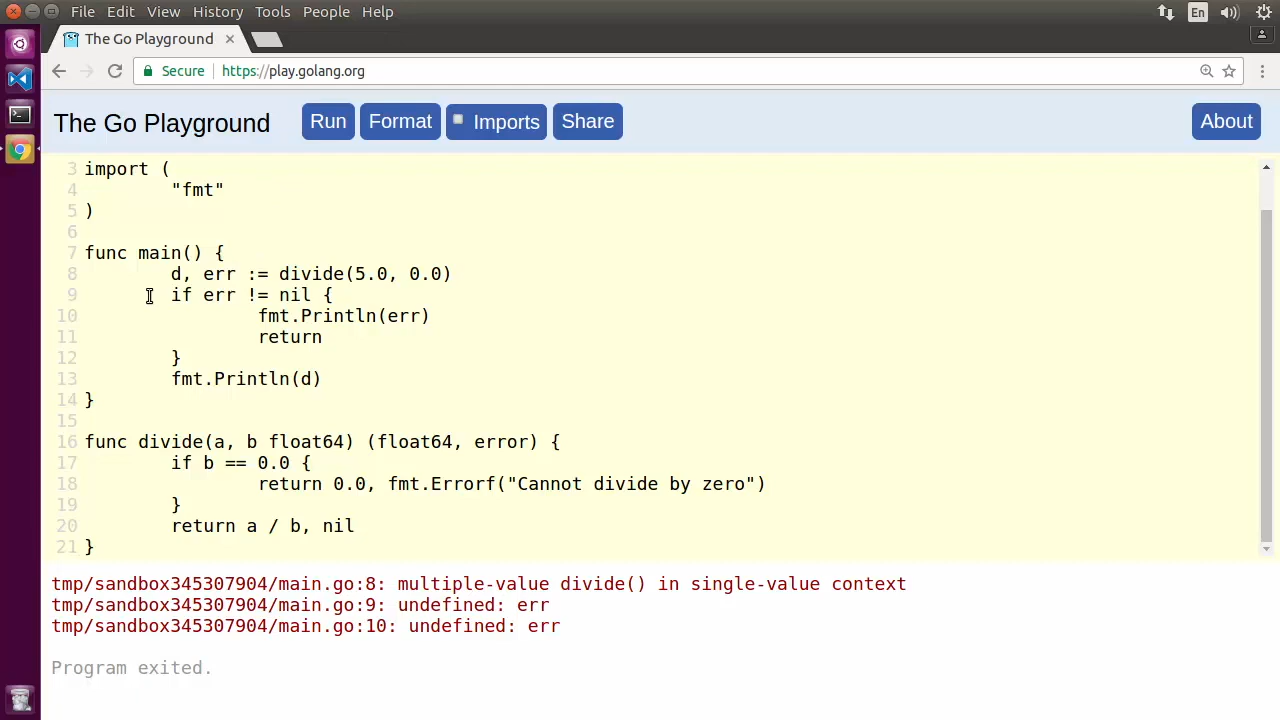 File Edit View History Tools People Help
En
The Go Playground
Secure https://play.golang.org
The Go Playground Run Format Imports Share About
3 import (
4 "fmt"
5 )
6
7 func main() {
8 d, err := divide(5.0, 0.0)
9 if err != nil {
10 fmt.Println(err)
11 return
12 }
13 fmt.Println(d)
14 }
15
16 func divide(a, b float64) (float64, error) {
17 if b == 0.0 {
18 return 0.0, fmt.Errorf("Cannot divide by zero")
19 }
20 return a / b, nil
21 }
tmp/sandbox345307904/main.go:8: multiple-value divide() in single-value context
tmp/sandbox345307904/main.go:9: undefined: err
tmp/sandbox345307904/main.go:10: undefined: err
Program exited.